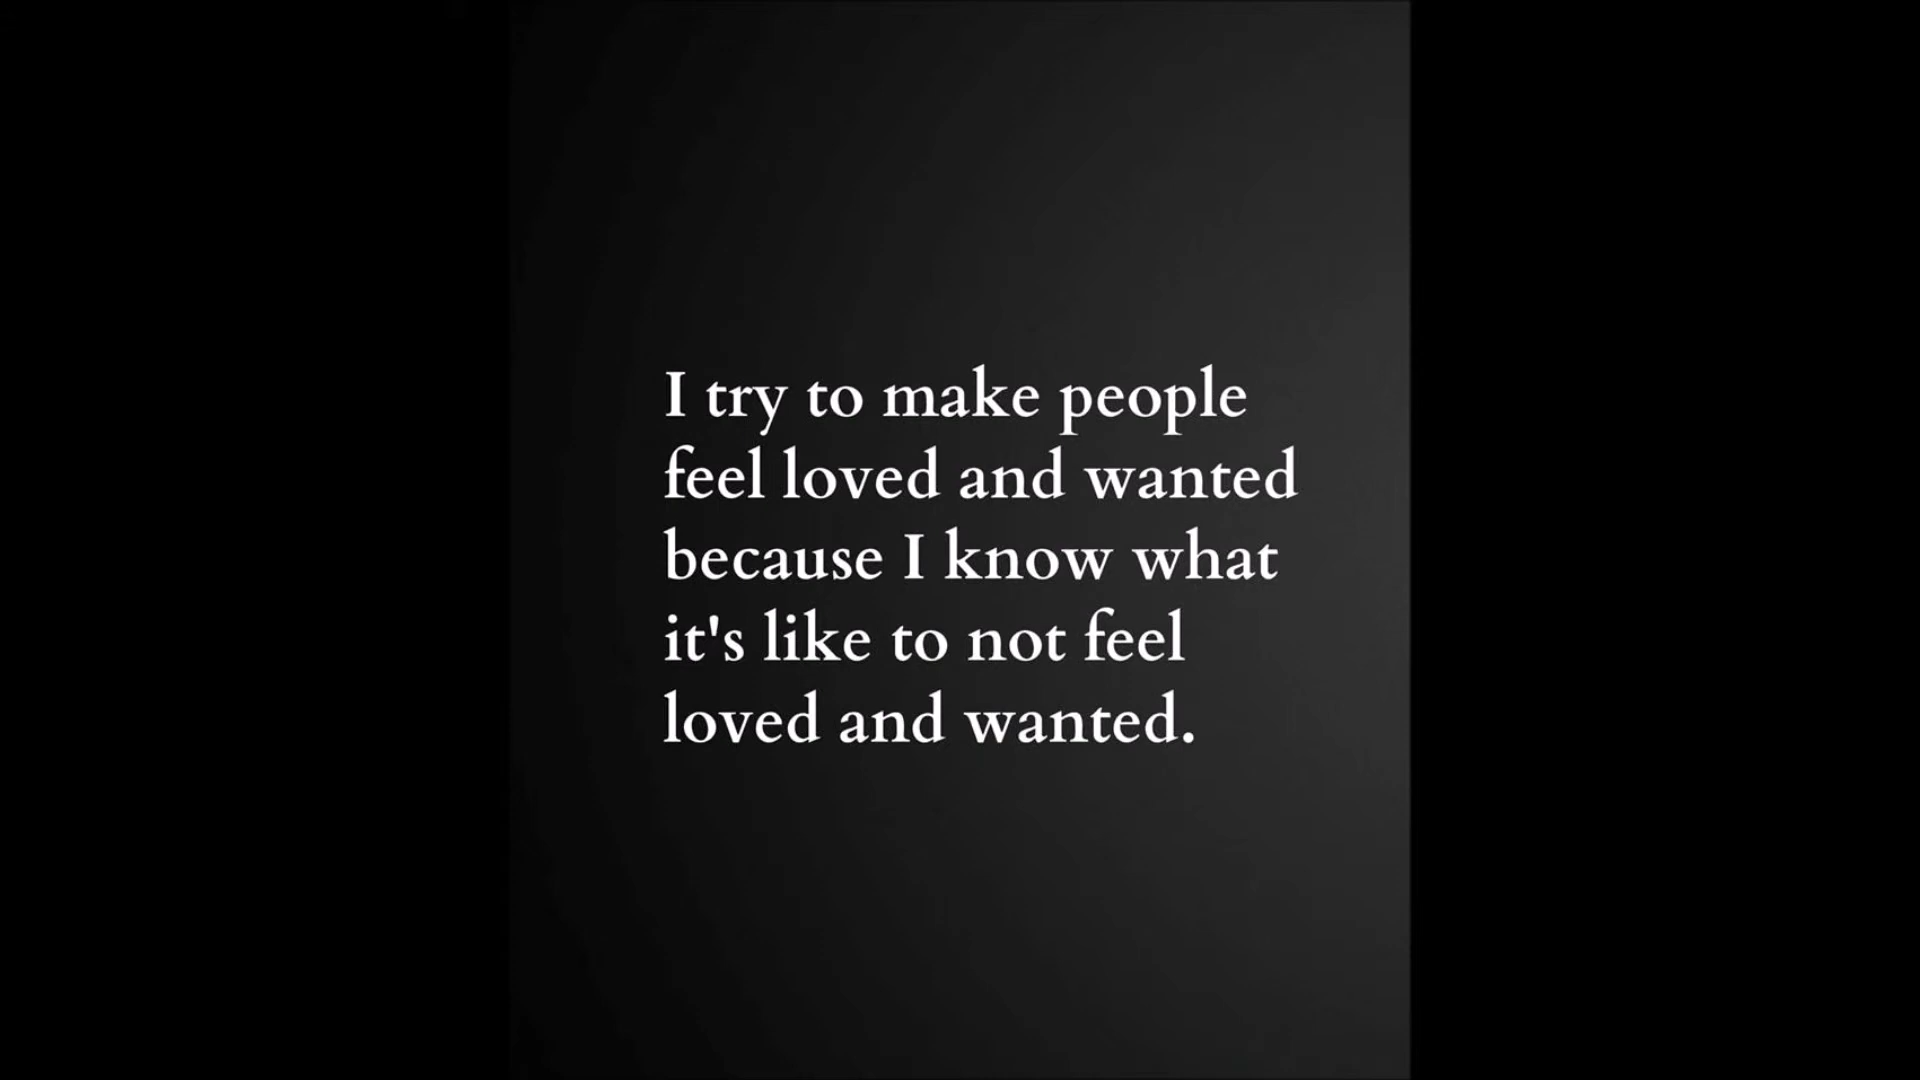 I try to make people
feel loved and wanted
because I know what
it's like to not feel
loved and wanted.